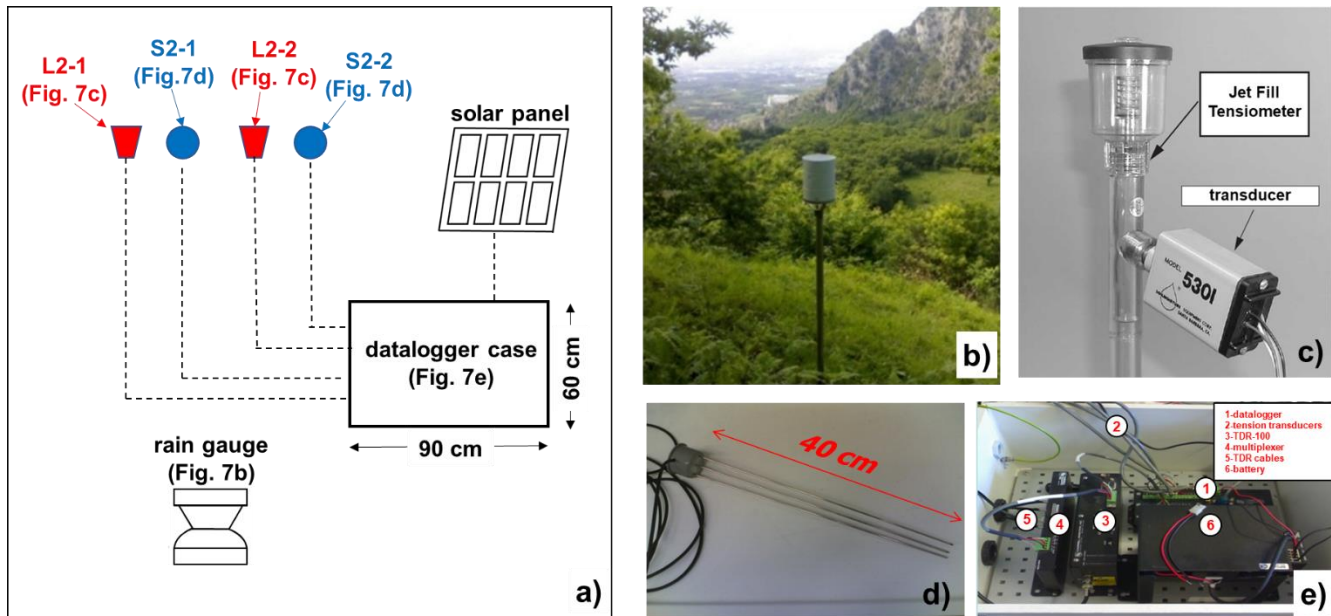 L2-1
(Fig. 7c)
S2-1
(Fig.7d)
L2-2
(Fig. 7c)
S2-2
(Fig.7d)
solar panel
datalogger case
(Fig. 7e)
60 cm
90 cm
rain gauge
(Fig. 7b)
a)
b)
Jet Fill
Tensiometer
transducer
MODEL
5301
c)
40 cm
d)
1-datalogger
2-tension transducers
3-TDR-100
4-multiplexer
5-TDR cables
6-battery
2
1
5
4
3
6
e)